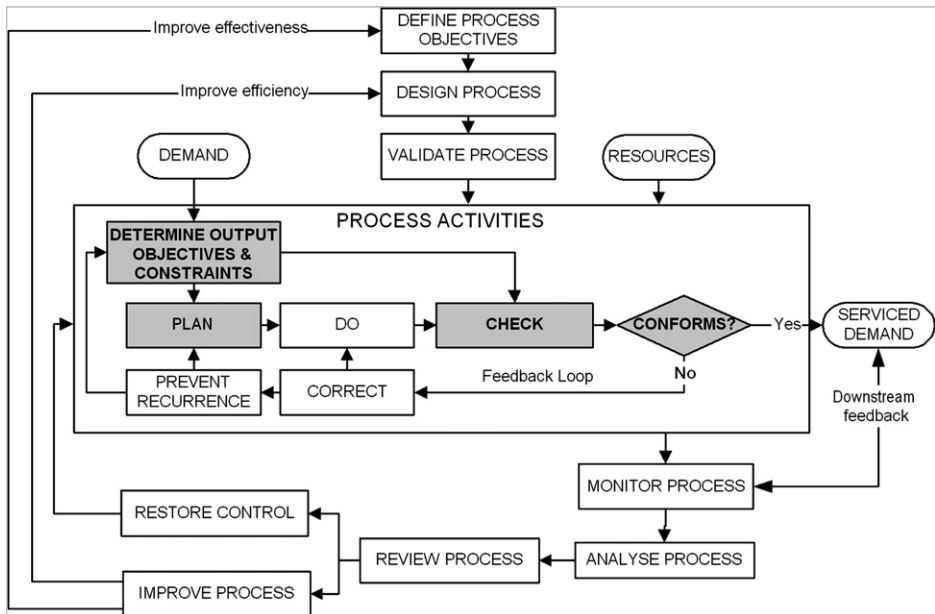 Improve effectiveness
DEFINE PROCESS
OBJECTIVES
Improve efficiency
DESIGN PROCESS
DEMAND
VALIDATE PROCESS
RESOURCES
PROCESS ACTIVITIES
DETERMINE OUTPUT
OBJECTIVES &
CONSTRAINTS
PLAN
DO
CHECK
CONFORMS?
Yes
SERVICED
DEMAND
PREVENT
RECURRENCE
CORRECT
Feedback Loop
No
Downstream
feedback
MONITOR PROCESS
RESTORE CONTROL
REVIEW PROCESS
ANALYSE PROCESS
IMPROVE PROCESS